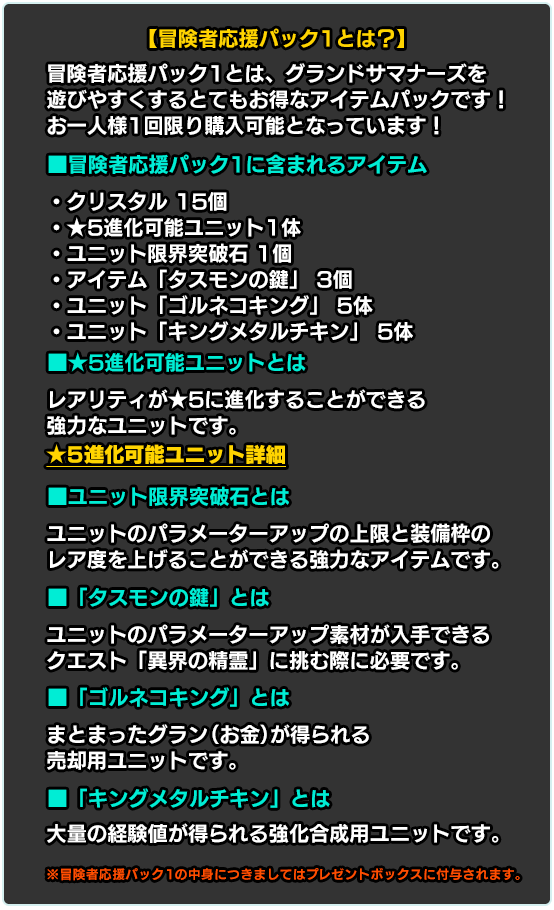 【冒険者応援パック1とは？】
冒険者応援パック1とは、グランドサマナーズを
遊びやすくするとてもお得なアイテムパックです！
お一人様1回限り購入可能となっています！
■冒険者応援パック1に含まれるアイテム
・クリスタル 15個
・★5進化可能ユニット1体
・ユニット限界突破石 1個
・アイテム「タスモンの鍵」 3個
・ユニット「ゴルネコキング」 5体
・ユニット「キングメタルチキン」 5体
■★5進化可能ユニットとは
レアリティが★5に進化することができる
強力なユニットです。
★5進化可能ユニット詳細
■ユニット限界突破石とは
ユニットのパラメーターアップの上限と装備枠の
レア度を上げることができる強力なアイテムです。
■「タスモンの鍵」とは
ユニットのパラメーターアップ素材が入手できる
クエスト「異界の精霊」に挑む際に必要です。
■「ゴルネコキング」とは
まとまったグラン（お金）が得られる
売却用ユニットです。
■「キングメタルチキン」とは
大量の経験値が得られる強化合成用ユニットです。
※冒険者応援パック1の中身につきましてはプレゼントボックスに付与されます。